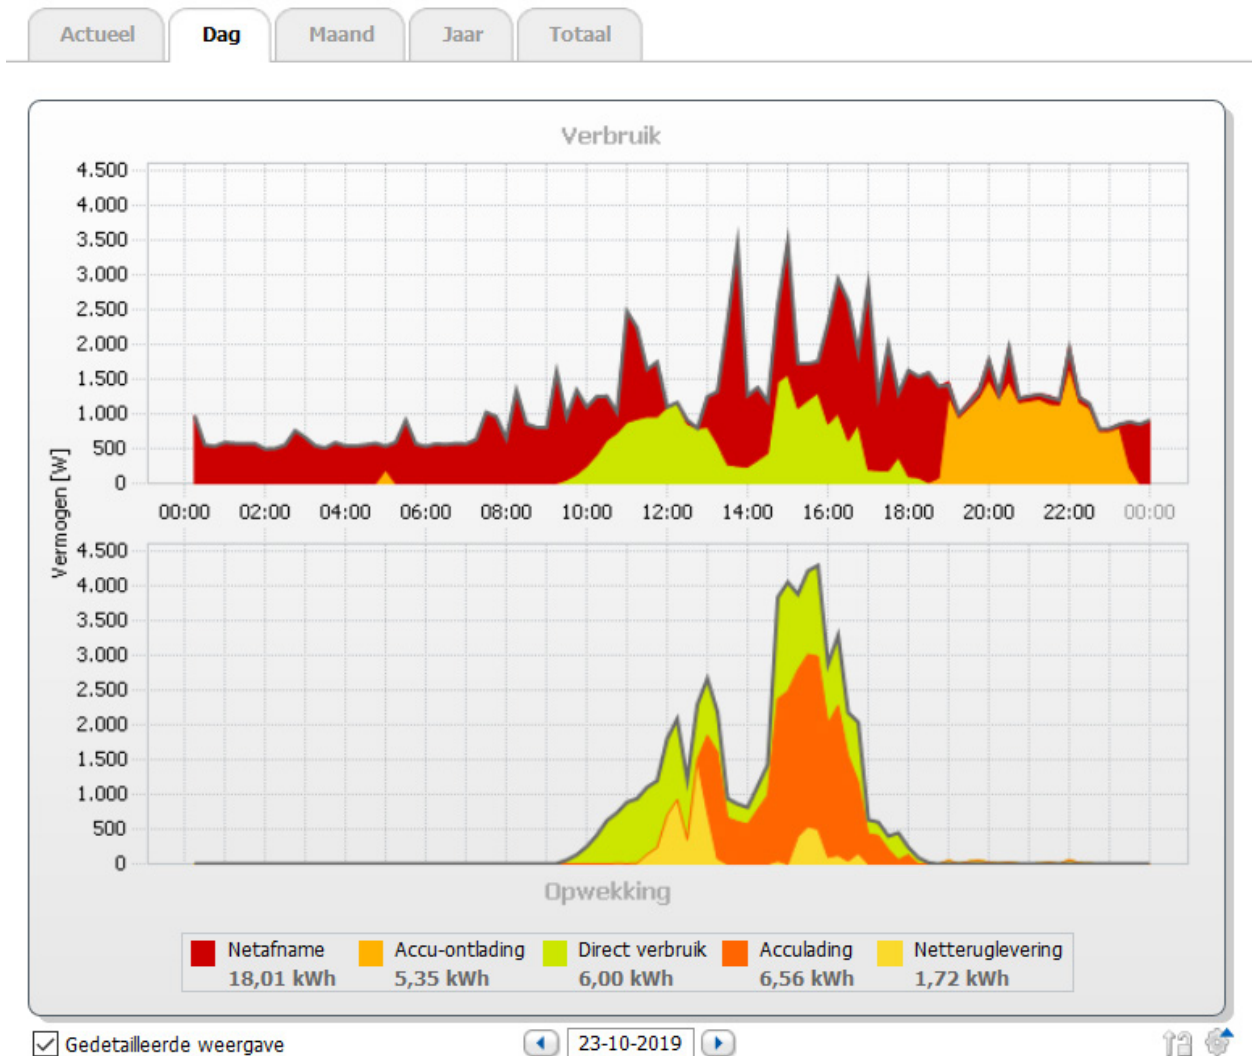 Actueel Dag Maand Jaar Totaal
Verbruik
4.500
4.000
3.500
3.000
2.500
2.000
1.500
1.000
500
0
Vermogen [W]
00:00 02:00 04:00 06:00 08:00 10:00 12:00 14:00 16:00 18:00 20:00 22:00 00:00
4.500
4.000
3.500
3.000
2.500
2.000
1.500
1.000
500
0
Opwekking
Netafname Accu-ontlading Direct verbruik Acculading Netteruglevering
18,01 kWh 5,35 kWh 6,00 kWh 6,56 kWh 1,72 kWh
Gedetailleerde weergave 23-10-2019